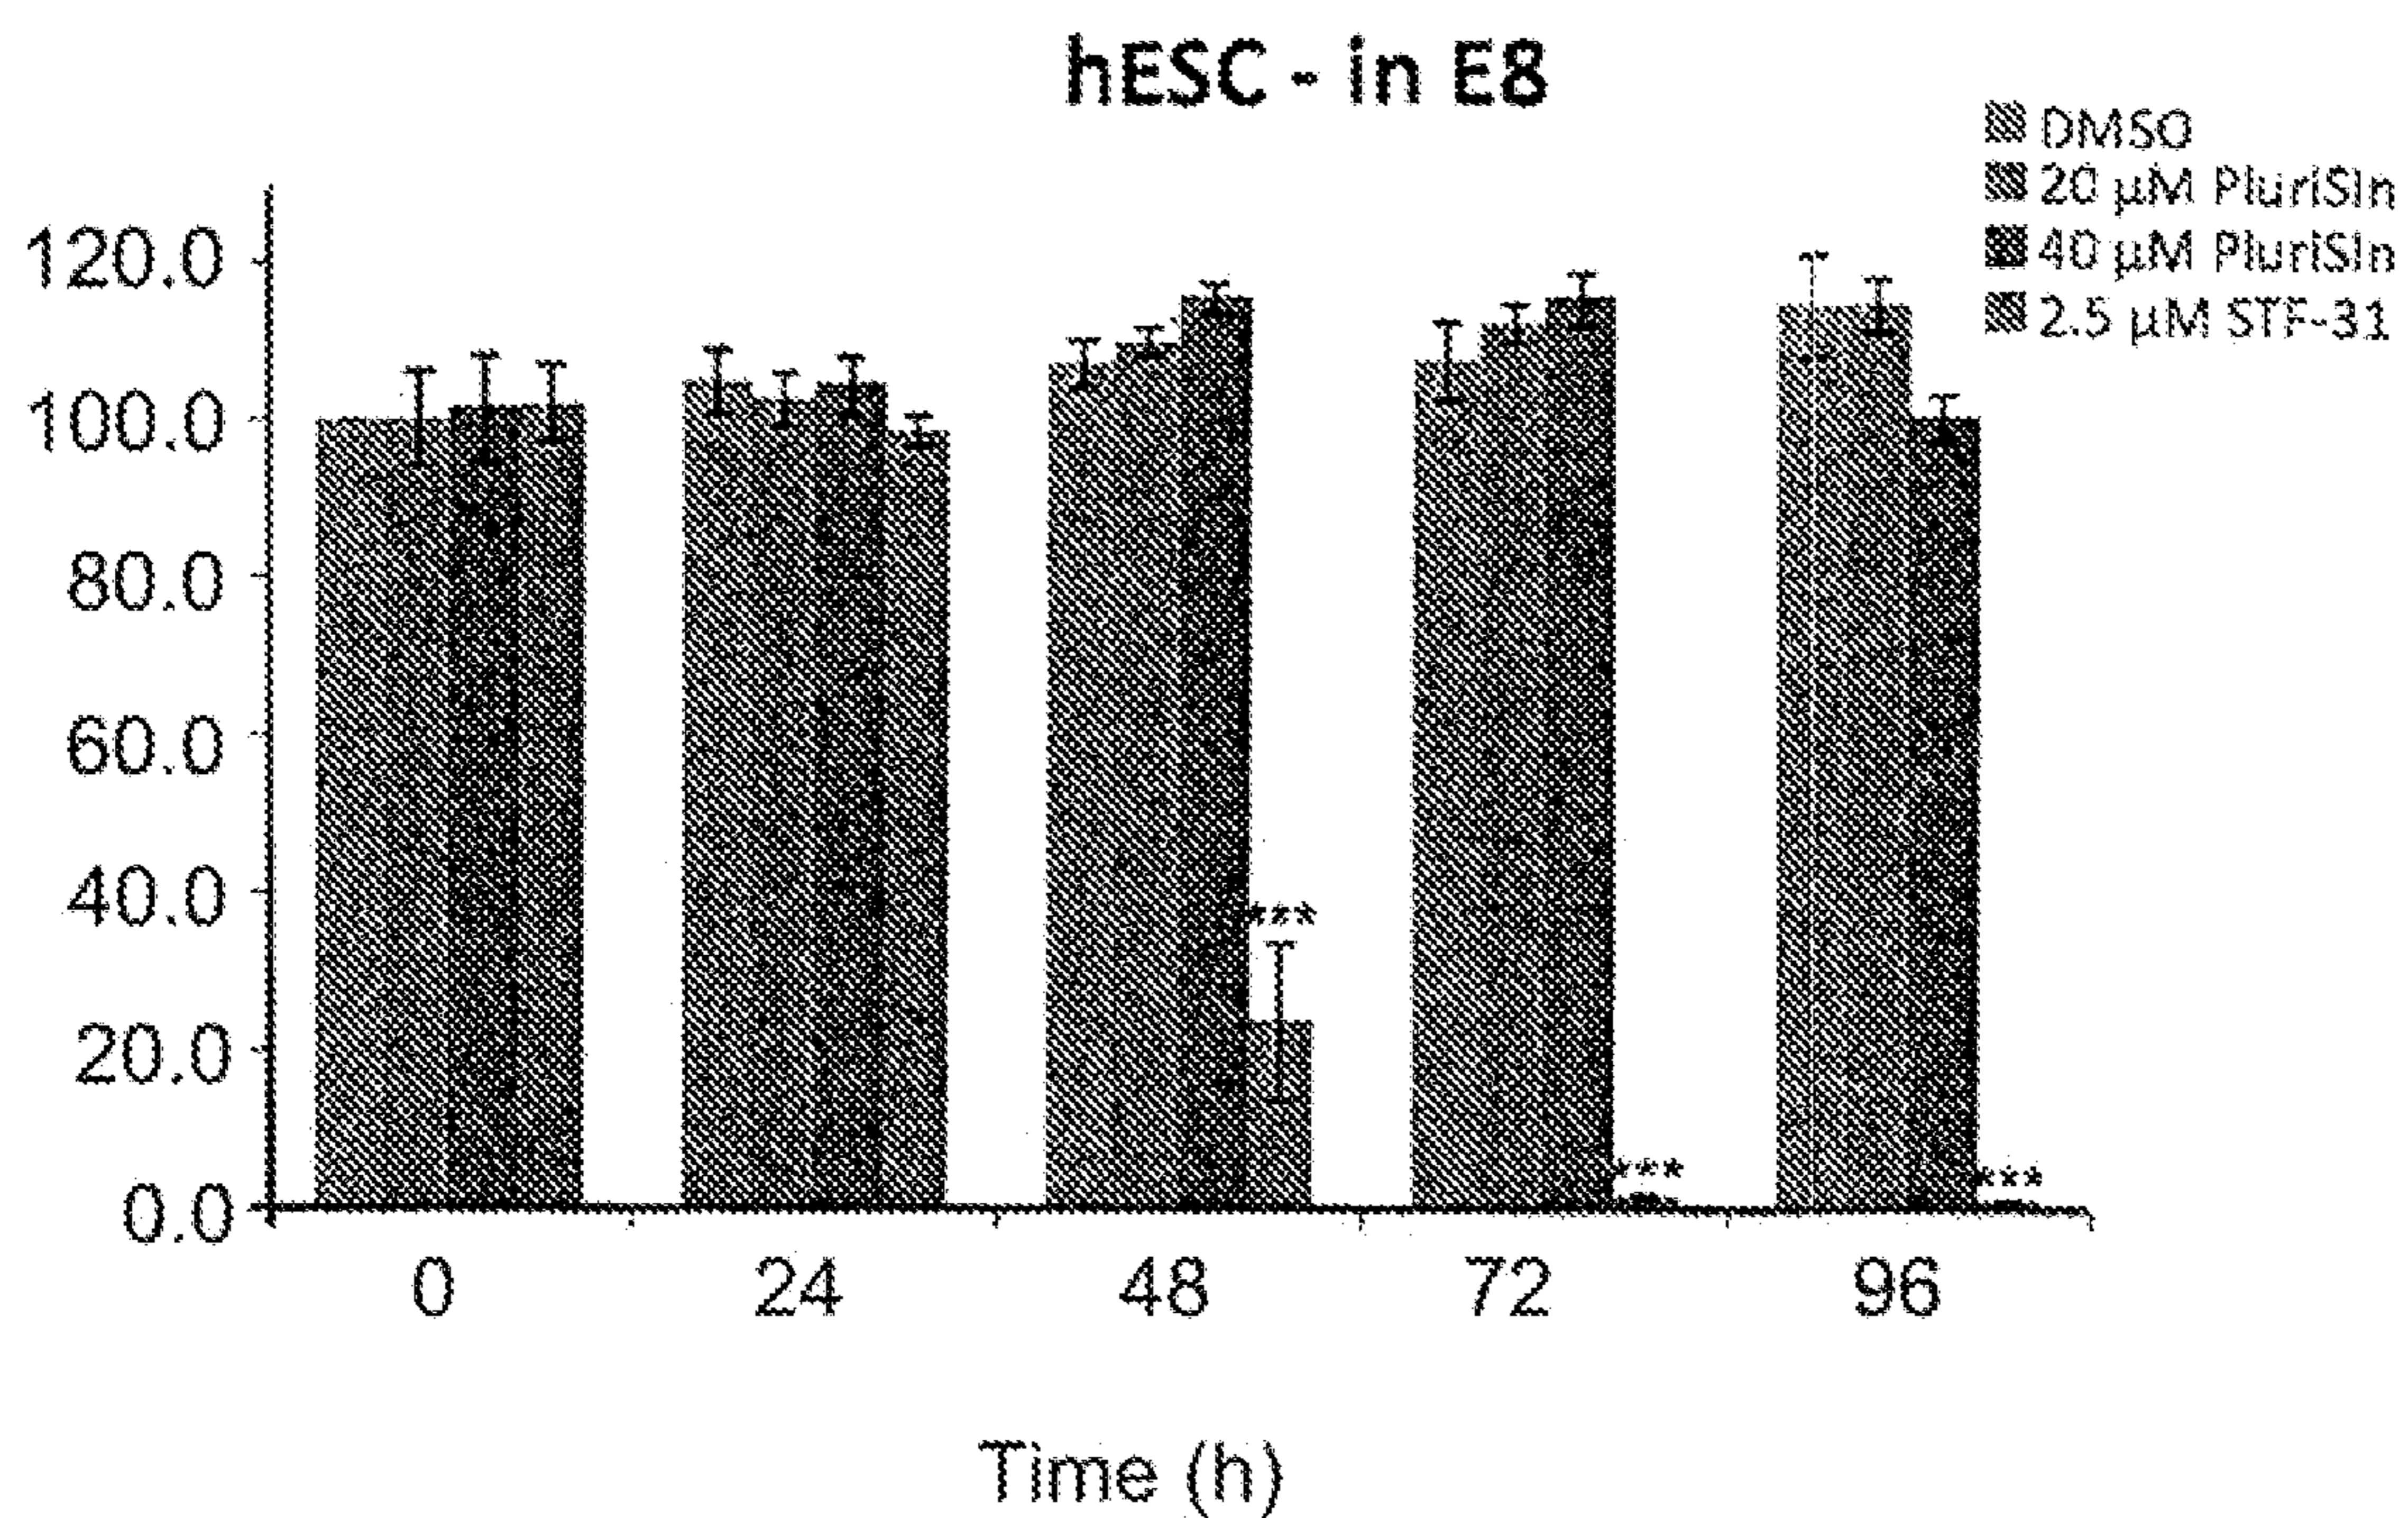 hESC - in E8
DMSO
20 µM PluriSIn
40 µM PluriSIn
2.5 µM STF-31
120.0
100.0
80.0
60.0
40.0
20.0
0.0
***
***
***
0 24 48 72 96
Time (h)